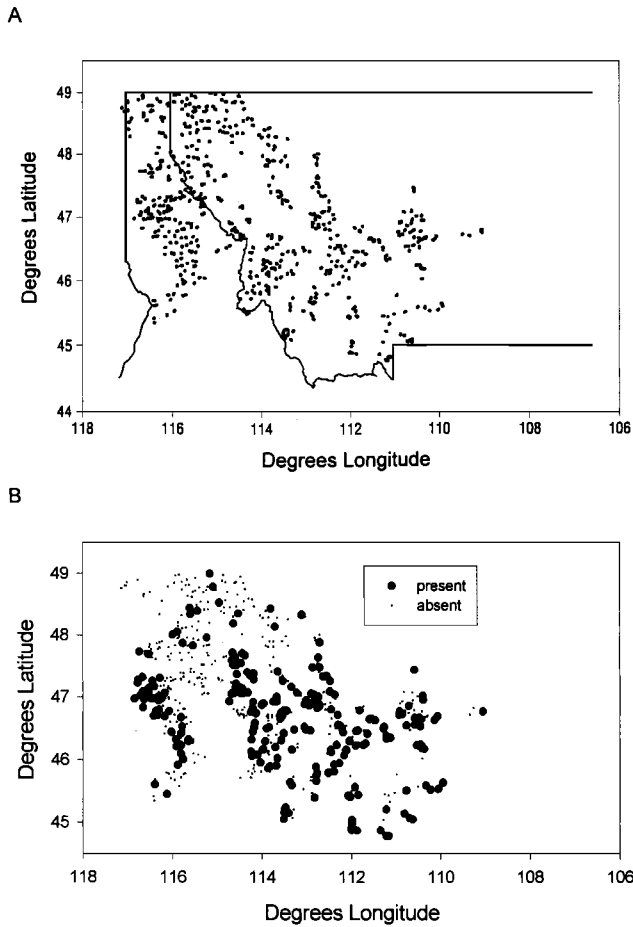 A
49
48
47
46
45
44
Degrees Latitude
118 116 114 112 110 108 106
Degrees Longitude
B
present
absent
49
48
47
46
45
Degrees Latitude
118 116 114 112 110 108 106
Degrees Longitude